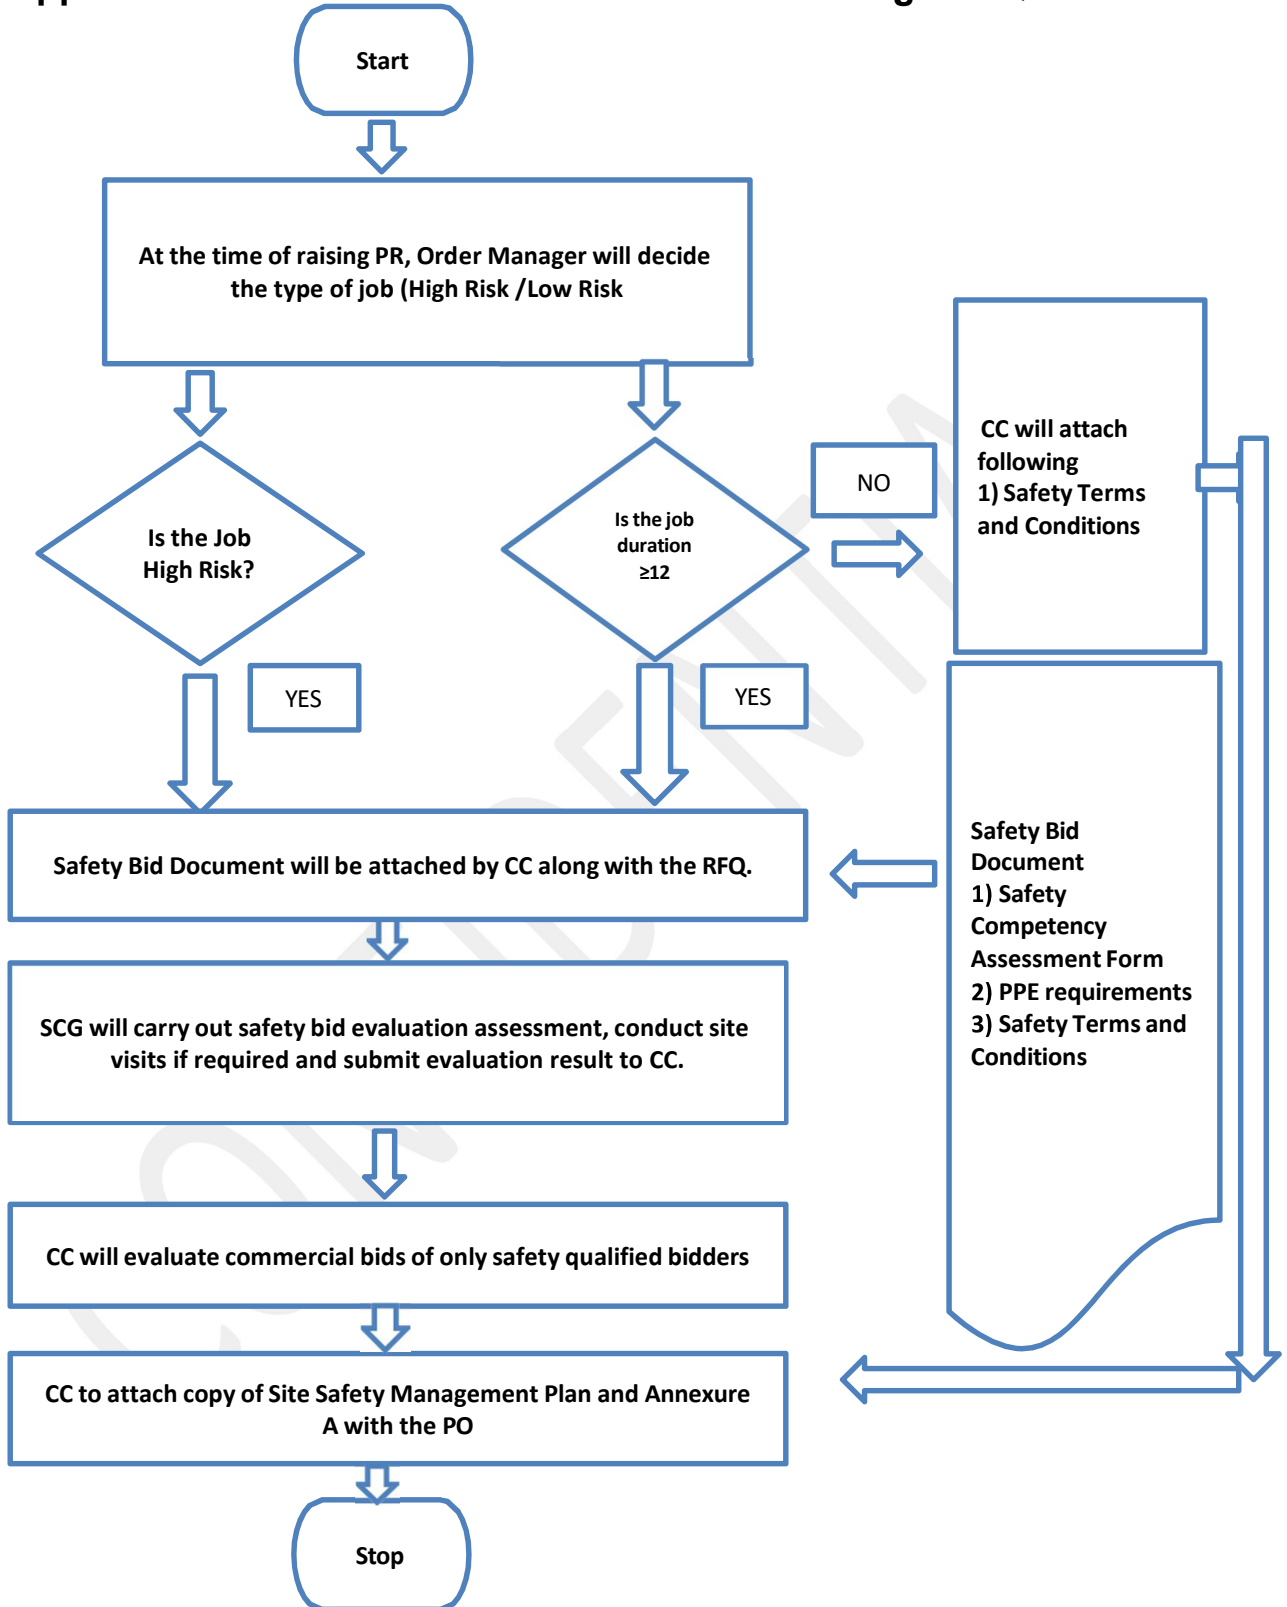 Start
At the time of raising PR, Order Manager will decide
the type of job (High Risk /Low Risk
CC will attach
following
1) Safety Terms
and Conditions
NO
Is the Job
High Risk?
Is the job
duration
≥12
YES
YES
Safety Bid Document will be attached by CC along with the RFQ.
Safety Bid
Document
1) Safety
Competency
Assessment Form
2) PPE requirements
3) Safety Terms and
Conditions
SCG will carry out safety bid evaluation assessment, conduct site
visits if required and submit evaluation result to CC.
CC will evaluate commercial bids of only safety qualified bidders
CC to attach copy of Site Safety Management Plan and Annexure
A with the PO
Stop